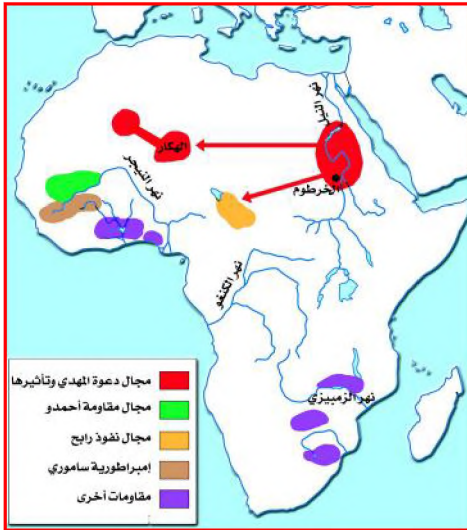 نهر النيل
الهكار
نهر النيجر
الخرطوم
نهر الكنغو
نهر الزمبيزي
مجال دعوة المهدي وتأثيرها
مجال مقاومة أحمدو
مجال نفوذ رابح
إمبراطورية ساموري
مقاومات أخرى